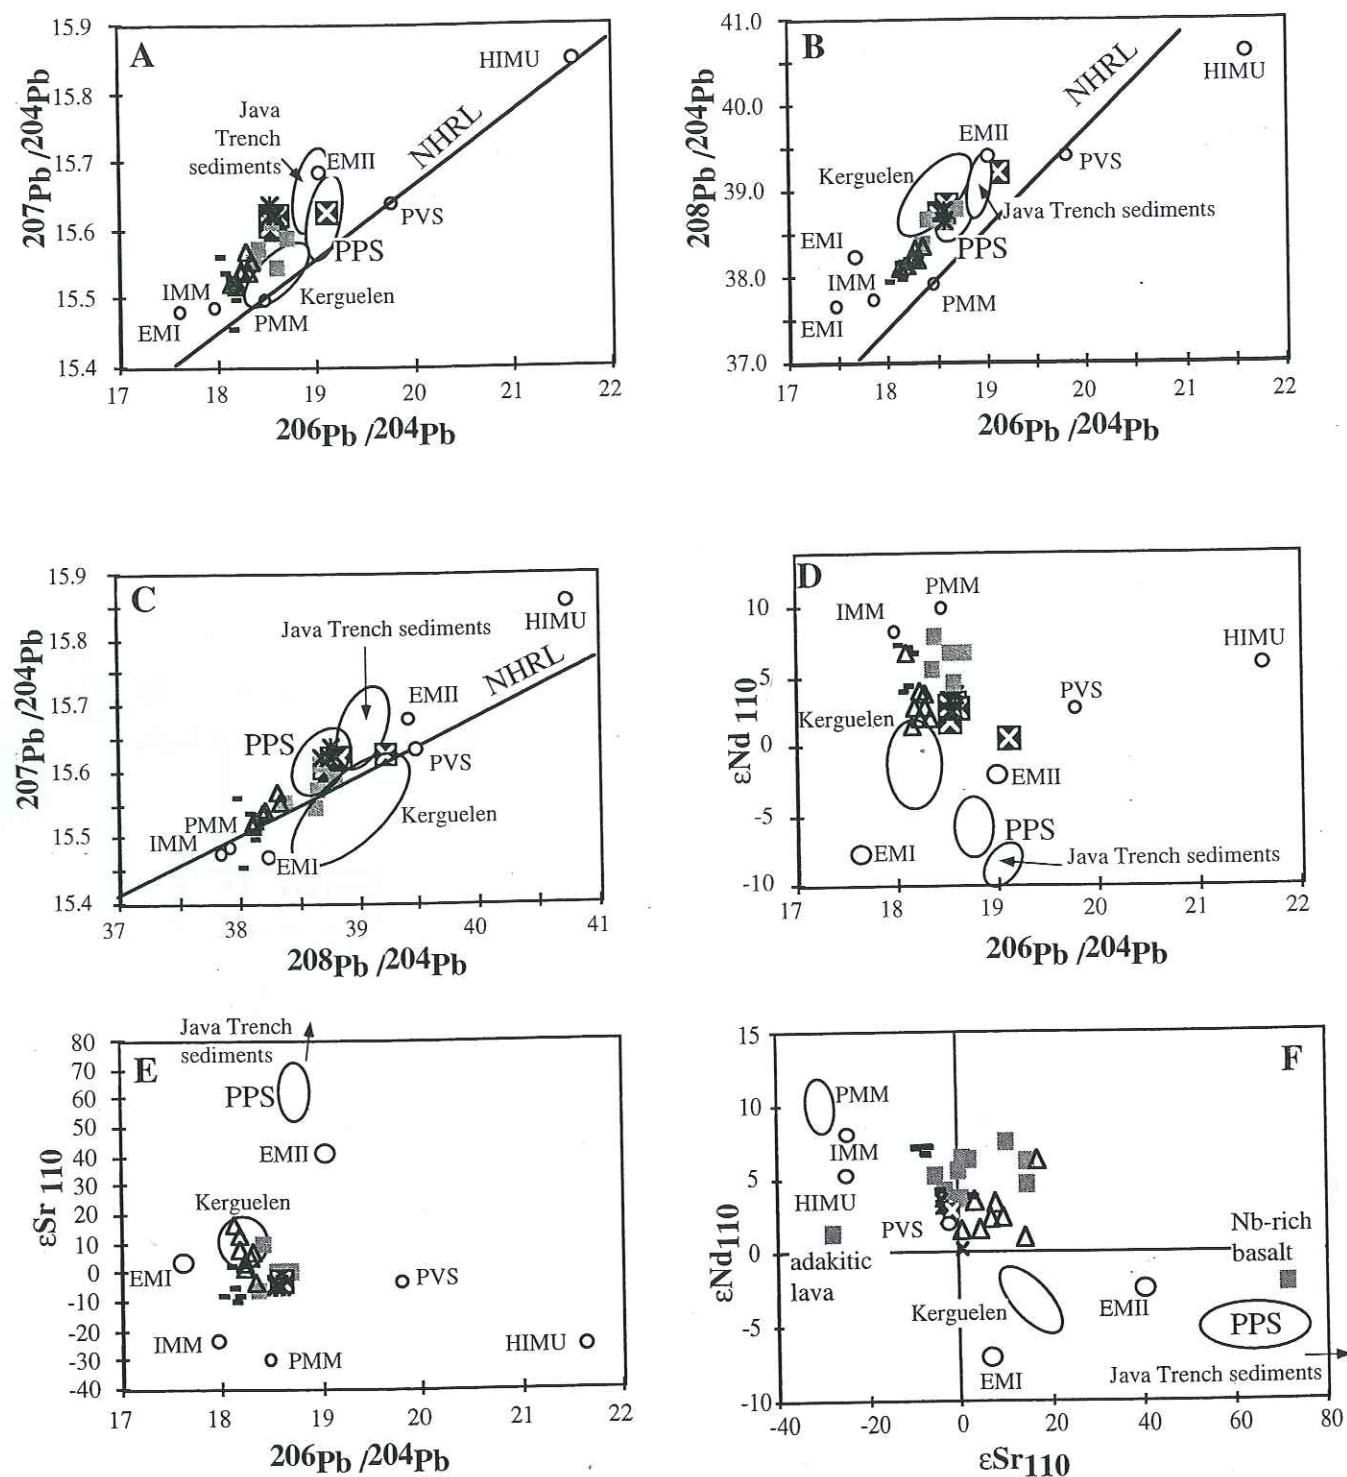 A
15.9
15.8
15.7
15.6
15.5
15.4
207Pb /204Pb
HIMU
Java
Trench
sediments
EMII
NHRL
PVS
PPS
Kerguelen
IMM
EMI
PMM
17 18 19 20 21 22
206Pb /204Pb
B
41.0
40.0
39.0
38.0
37.0
208Pb /204Pb
NHRL
HIMU
EMII
PVS
Kerguelen
Java Trench sediments
PPS
EMI
IMM
PMM
EMI
17 18 19 20 21 22
206Pb /204Pb
C
15.9
15.8
15.7
15.6
15.5
15.4
207Pb /204Pb
HIMU
Java Trench sediments
NHRL
EMII
PPS
PVS
Kerguelen
PMM
IMM
EMI
37 38 39 40 41
208Pb /204Pb
D
10
5
0
-5
-10
εNd 110
PMM
IMM
HIMU
PVS
Kerguelen
EMII
PPS
EMI
Java Trench sediments
17 18 19 20 21 22
206Pb /204Pb
E
80
70
60
50
40
30
20
10
0
-10
-20
-30
-40
εSr 110
Java Trench
sediments
PPS
EMII
Kerguelen
EMI
PVS
IMM
PMM
HIMU
17 18 19 20 21 22
206Pb /204Pb
F
15
10
5
0
-5
-10
εNd110
PMM
IMM
HIMU
PVS
adakitic
lava
Nb-rich
basalt
Kerguelen
EMII
PPS
EMI
Java Trench sediments
-40 -20 0 20 40 60 80
εSr110